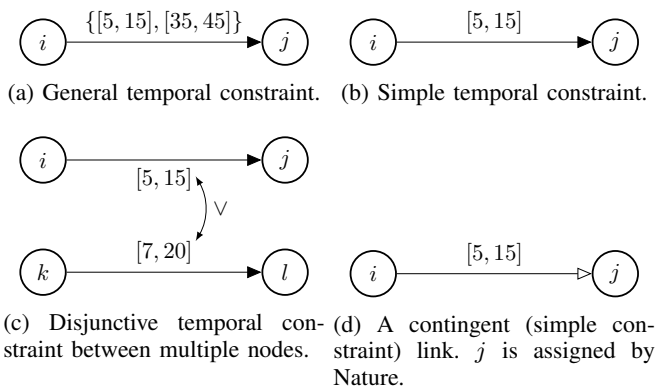 {[5, 15], [35, 45]}
i
j
[5, 15]
i
j
(a) General temporal constraint.
(b) Simple temporal constraint.
i
j
[5, 15]
∨
[7, 20]
k
l
[5, 15]
i
j
(c) Disjunctive temporal con-
straint between multiple nodes.
(d) A contingent (simple con-
straint) link. j is assigned by
Nature.